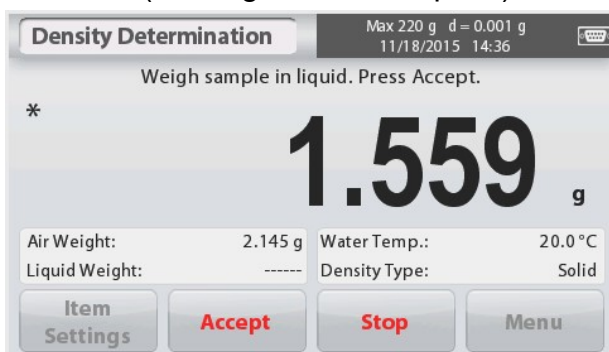 Density Determination
Max 220 g d = 0.001 g
11/18/2015 14:36
Weigh sample in liquid. Press Accept.
*
1.559 g
Air Weight: 2.145 g Water Temp.: 20.0 °C
Liquid Weight: ------ Density Type: Solid
Item Settings Accept Stop Menu